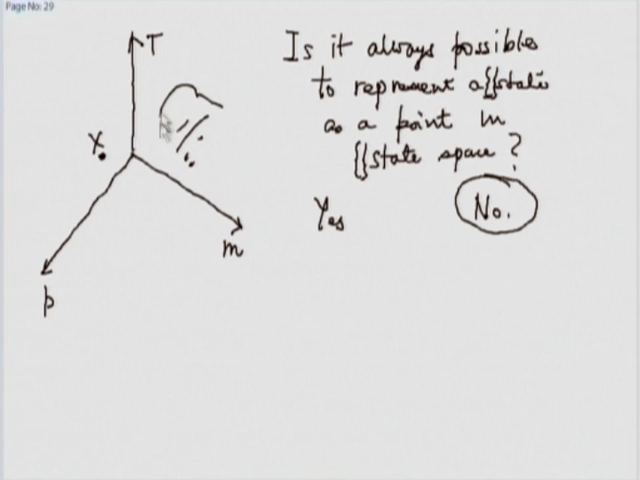 Page No: 29
T
X
m
p
Is it always possible
to represent a {{state
as a point in
{{state space ?
Yes
No.